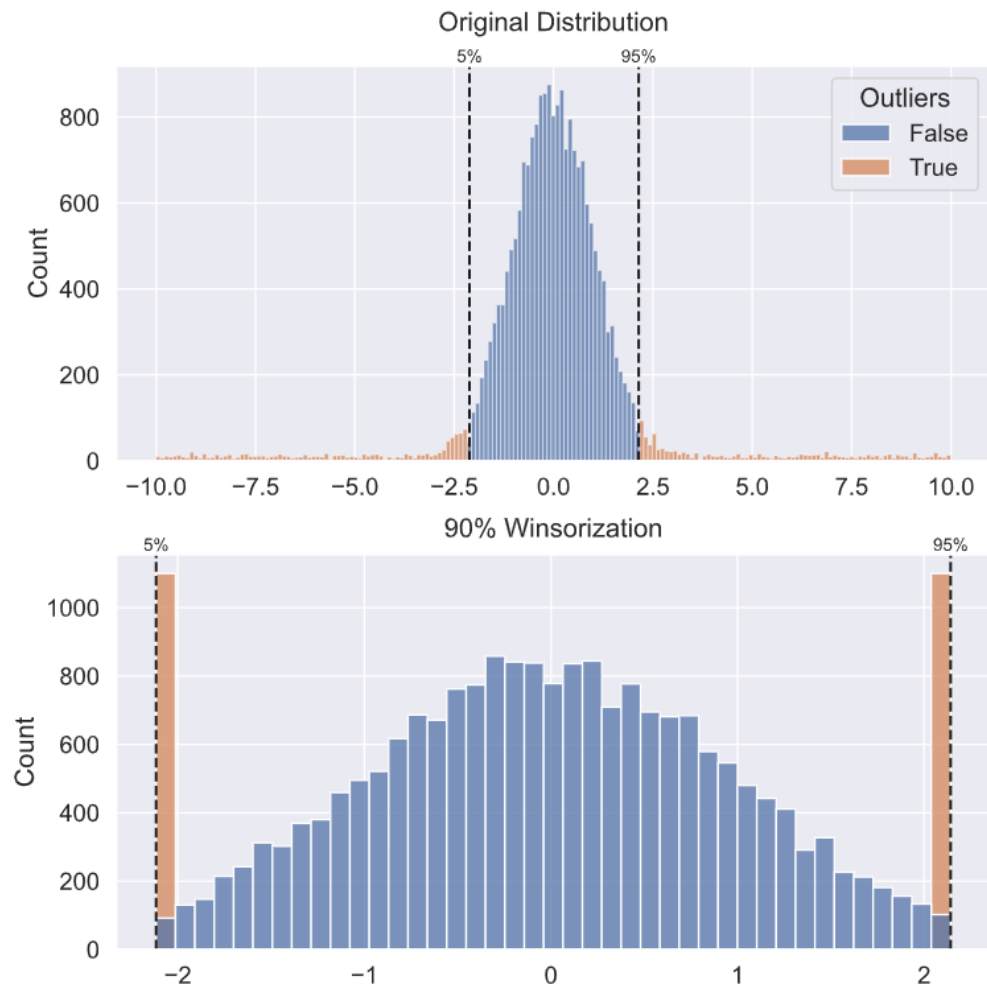 Original Distribution
5% 95%
Outliers
False
True
Count
800
600
400
200
0
−10.0 −7.5 −5.0 −2.5 0.0 2.5 5.0 7.5 10.0
90% Winsorization
5% 95%
Count
1000
800
600
400
200
0
−2 −1 0 1 2